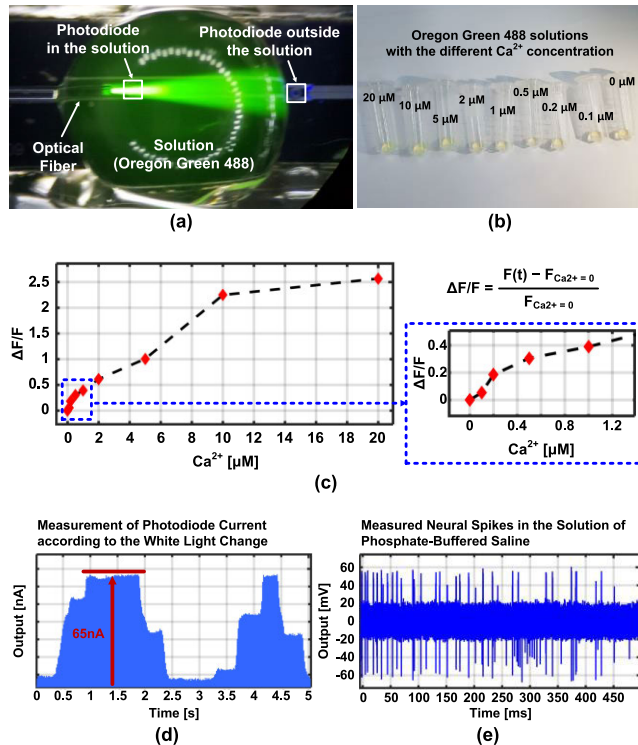 Photodiode
in the solution
Photodiode outside
the solution
Optical
Fiber
Solution
(Oregon Green 488)
(a)
Oregon Green 488 solutions
with the different Ca²⁺ concentration
20 µM
10 µM
5 µM
2 µM
1 µM
0.5 µM
0.2 µM
0.1 µM
0 µM
(b)
ΔF/F
2.5
2
1.5
1
0.5
0
0 2 4 6 8 10 12 14 16 18 20
Ca²⁺ [µM]
ΔF/F = F(t) − F Ca2+ = 0
F Ca2+ = 0
ΔF/F
0.4
0.2
0
0 0.4 0.8 1.2
Ca²⁺ [µM]
(c)
Measurement of Photodiode Current
according to the White Light Change
Output [nA]
65nA
0 0.5 1 1.5 2 2.5 3 3.5 4 4.5 5
Time [s]
(d)
Measured Neural Spikes in the Solution of
Phosphate-Buffered Saline
Output [mV]
60
40
20
0
-20
-40
-60
0 50 100 150 200 250 300 350 400 450
Time [ms]
(e)